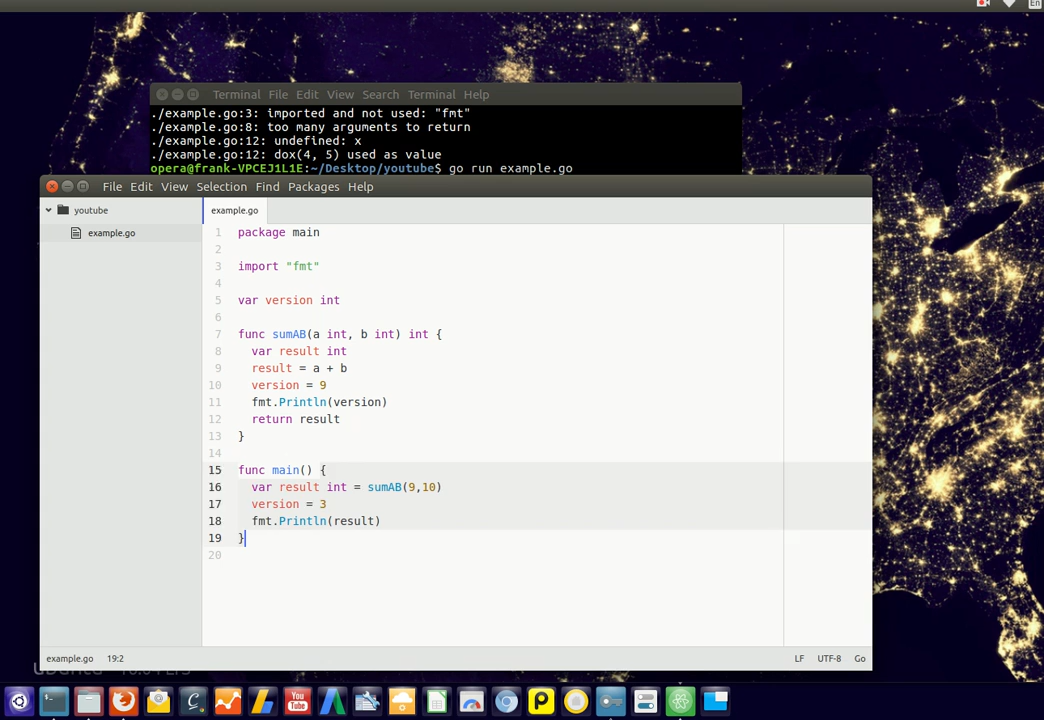 En
Terminal File Edit View Search Terminal Help
./example.go:3: imported and not used: "fmt"
./example.go:8: too many arguments to return
./example.go:12: undefined: x
./example.go:12: dox(4, 5) used as value
opera@frank-VPCEJ1L1E:~/Desktop/youtube$ go run example.go
File Edit View Selection Find Packages Help
youtube
example.go
example.go
1 package main
2
3 import "fmt"
4
5 var version int
6
7 func sumAB(a int, b int) int {
8 var result int
9 result = a + b
10 version = 9
11 fmt.Println(version)
12 return result
13 }
14
15 func main() {
16 var result int = sumAB(9,10)
17 version = 3
18 fmt.Println(result)
19 }
20
example.go 19:2 LF UTF-8 Go
You
Tube